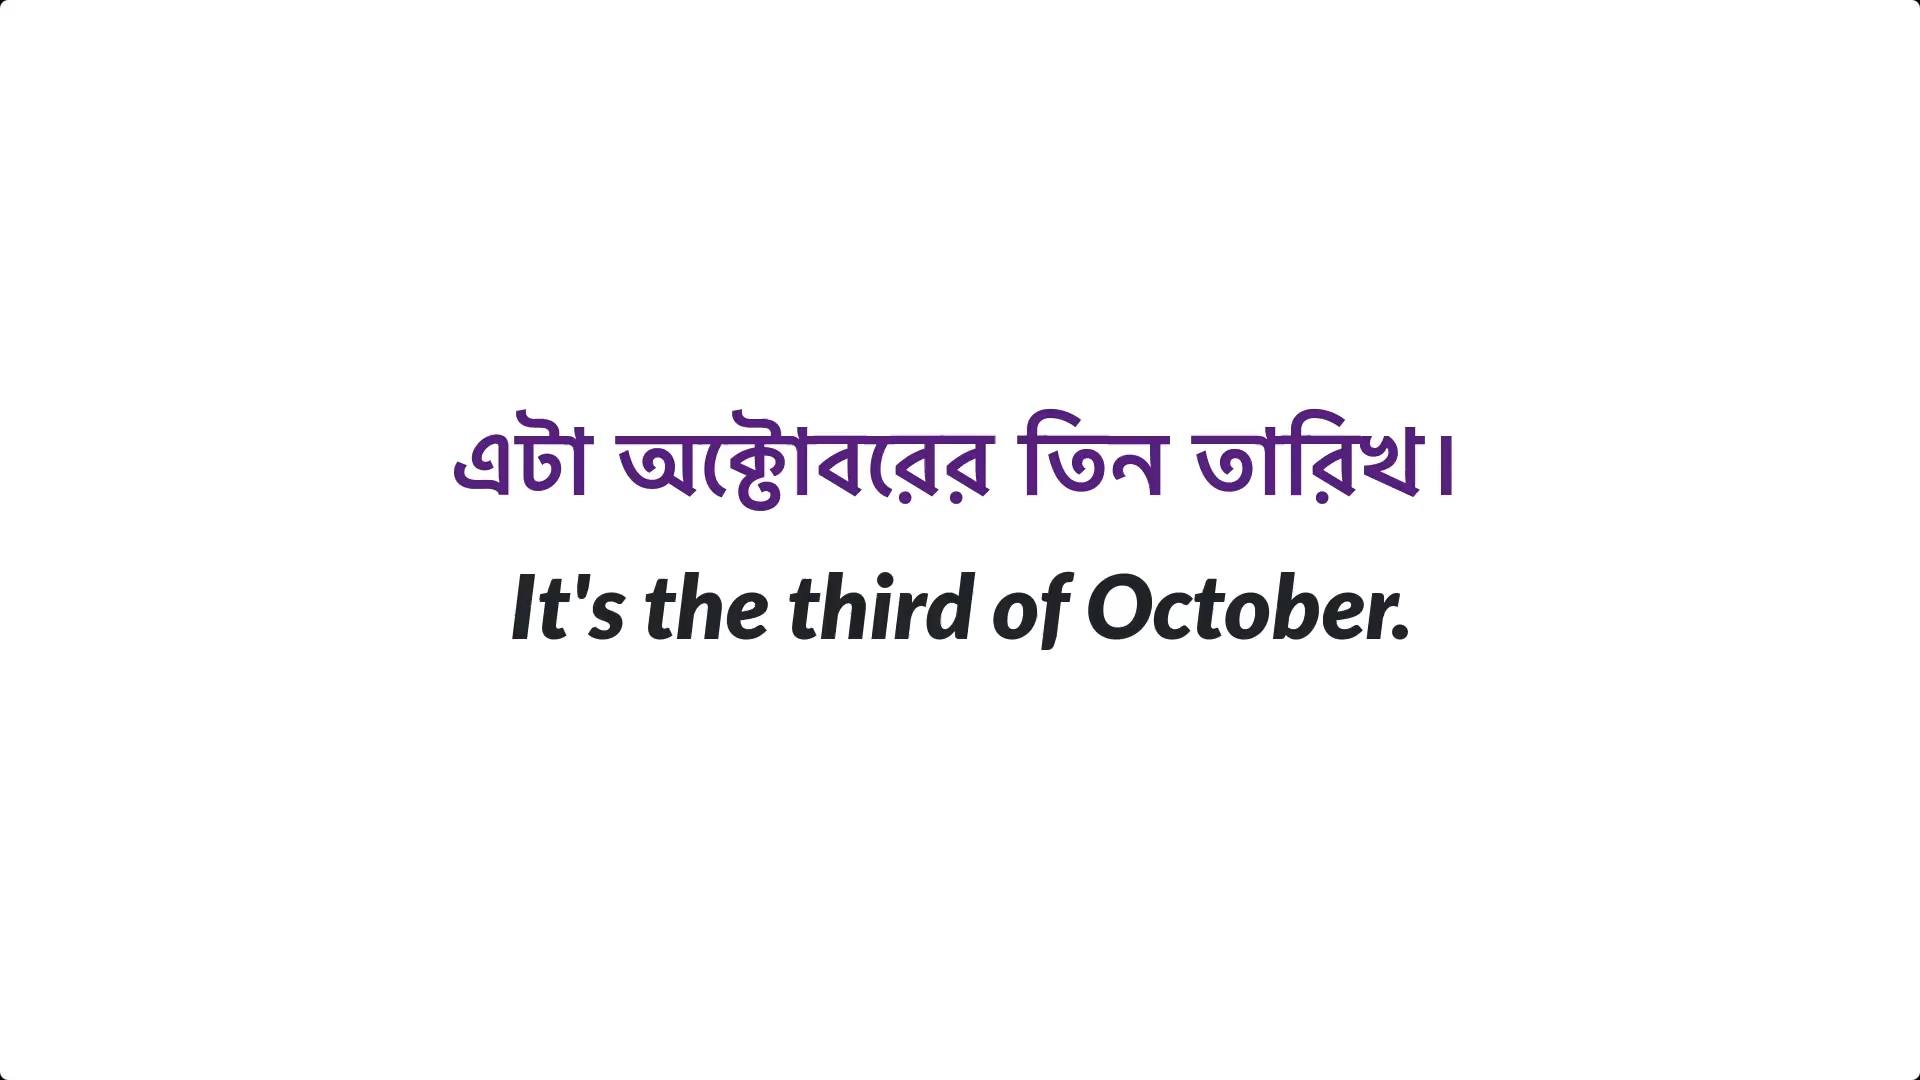 এটা অক্টোবরের তিন তারিখ।
It's the third of October.